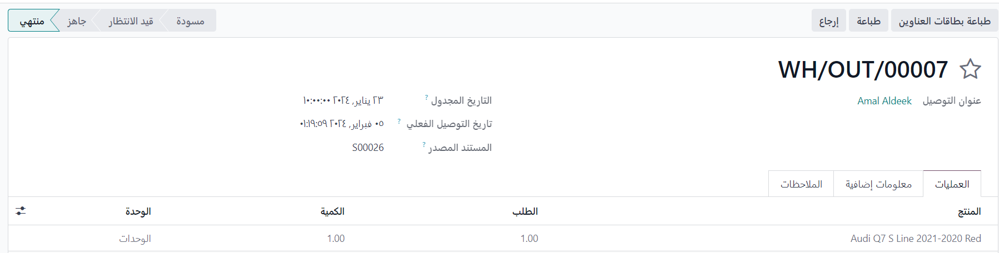 طباعة بطاقات العناوين طباعة إرجاع مسودة قيد الانتظار جاهز منتهي
WH/OUT/00007
عنوان التوصيل Amal Aldeek التاريخ المجدول ? ٢٣ يناير, ٢٠٢٤ ١٠:٠٠:٠٠
تاريخ التوصيل الفعلي ? ٠٥ فبراير, ٢٠٢٤ ٠١:١٩:٥٩
المستند المصدر ? S00026
العمليات معلومات إضافية الملاحظات
المنتج الطلب الكمية الوحدة
Audi Q7 S Line 2021-2020 Red 1.00 1.00 الوحدات